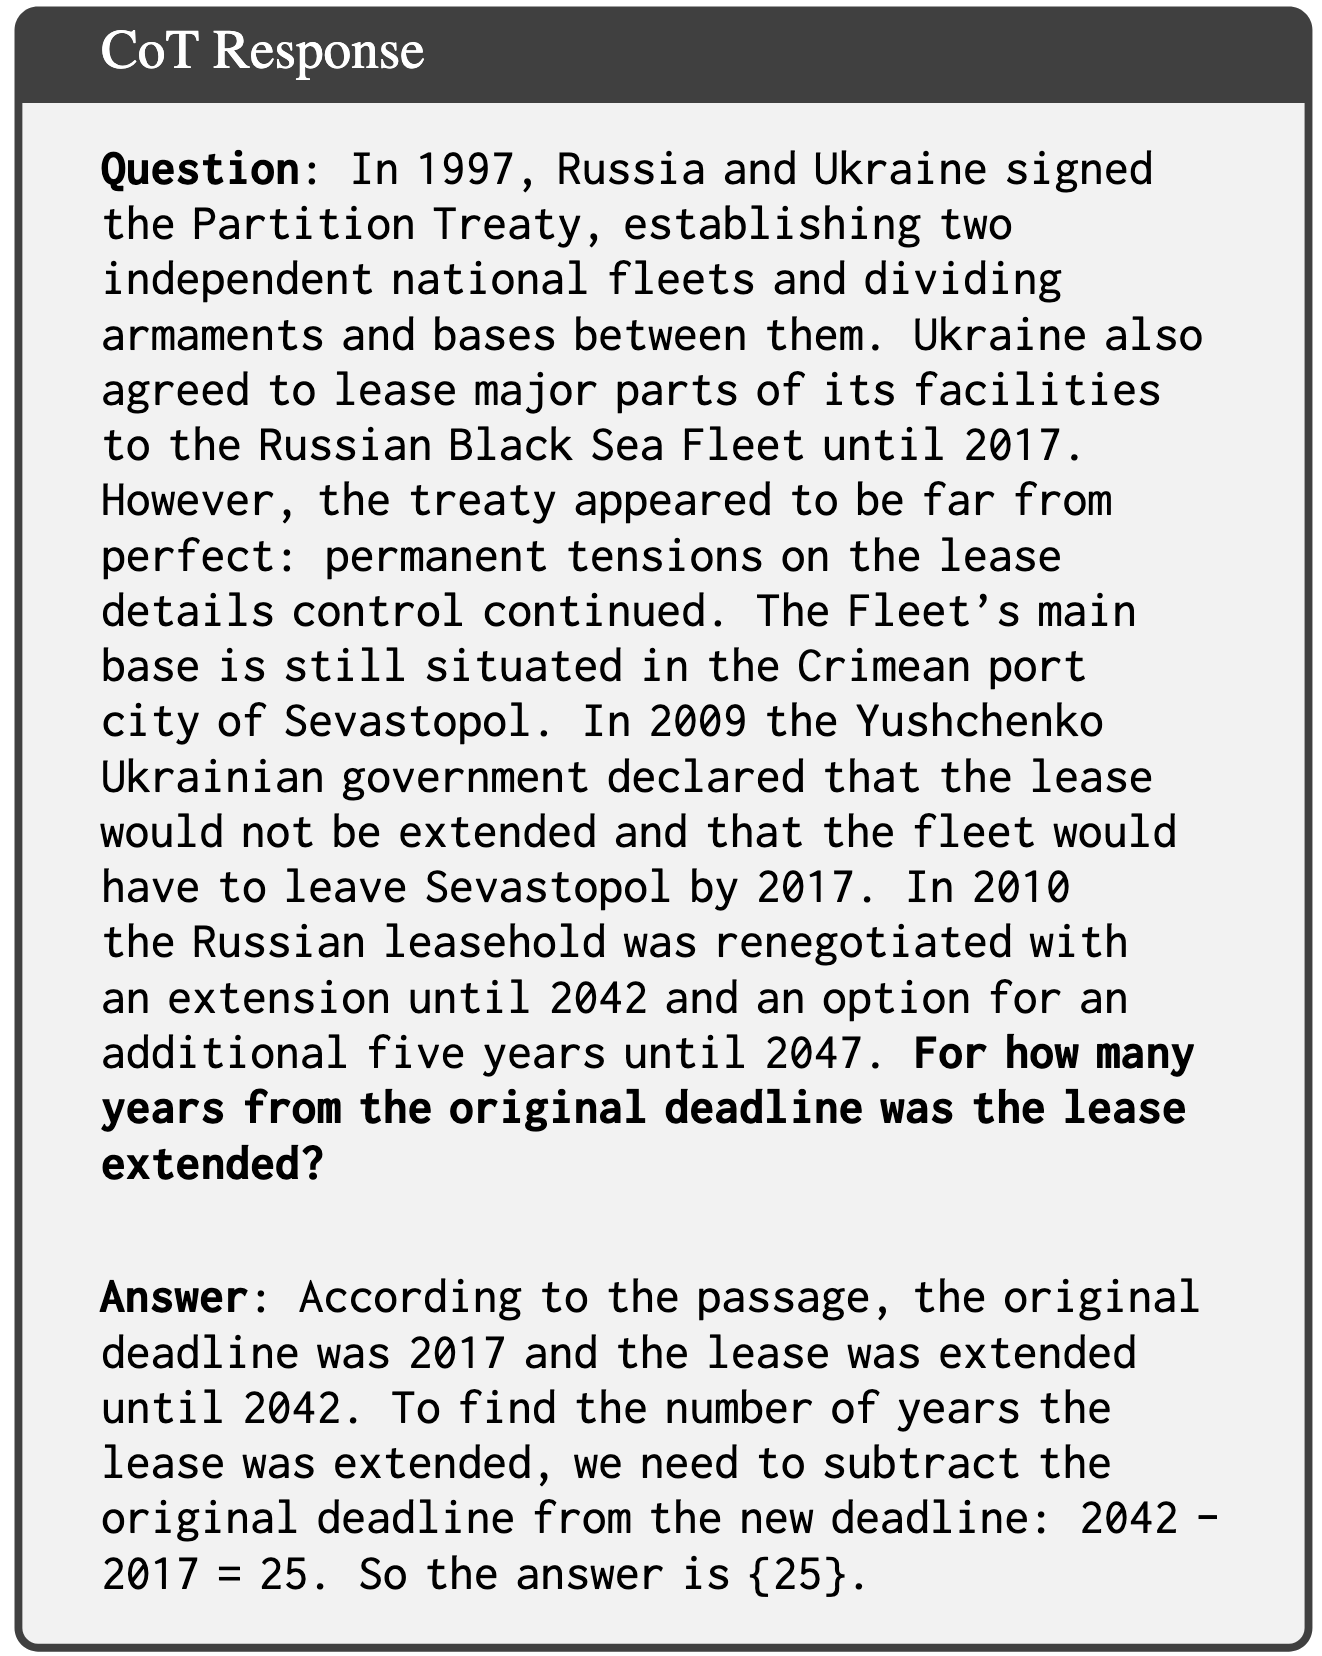 CoT Response
Question: In 1997, Russia and Ukraine signed
the Partition Treaty, establishing two
independent national fleets and dividing
armaments and bases between them. Ukraine also
agreed to lease major parts of its facilities
to the Russian Black Sea Fleet until 2017.
However, the treaty appeared to be far from
perfect: permanent tensions on the lease
details control continued. The Fleet’s main
base is still situated in the Crimean port
city of Sevastopol. In 2009 the Yushchenko
Ukrainian government declared that the lease
would not be extended and that the fleet would
have to leave Sevastopol by 2017. In 2010
the Russian leasehold was renegotiated with
an extension until 2042 and an option for an
additional five years until 2047. For how many
years from the original deadline was the lease
extended?
Answer: According to the passage, the original
deadline was 2017 and the lease was extended
until 2042. To find the number of years the
lease was extended, we need to subtract the
original deadline from the new deadline: 2042 -
2017 = 25. So the answer is {25}.